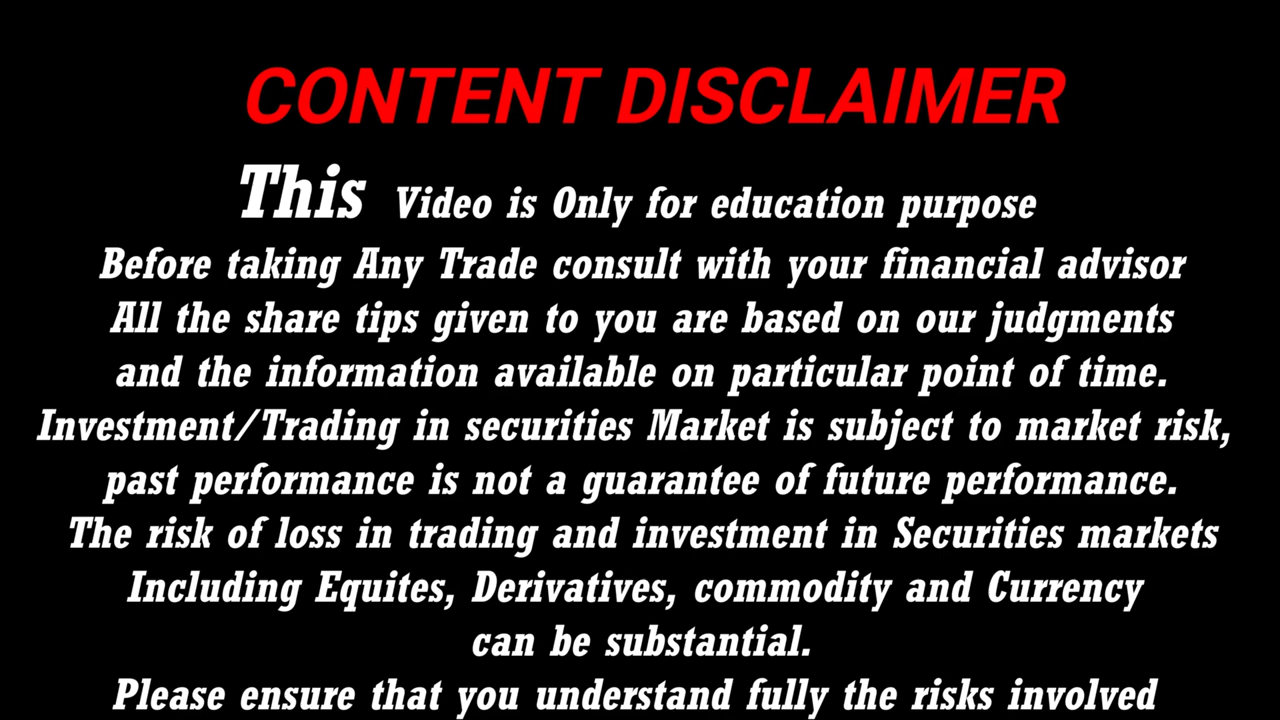 CONTENT DISCLAIMER
This Video is Only for education purpose
Before taking Any Trade consult with your financial advisor
All the share tips given to you are based on our judgments
and the information available on particular point of time.
Investment/Trading in securities Market is subject to market risk,
past performance is not a guarantee of future performance.
The risk of loss in trading and investment in Securities markets
Including Equites, Derivatives, commodity and Currency
can be substantial.
Please ensure that you understand fully the risks involved